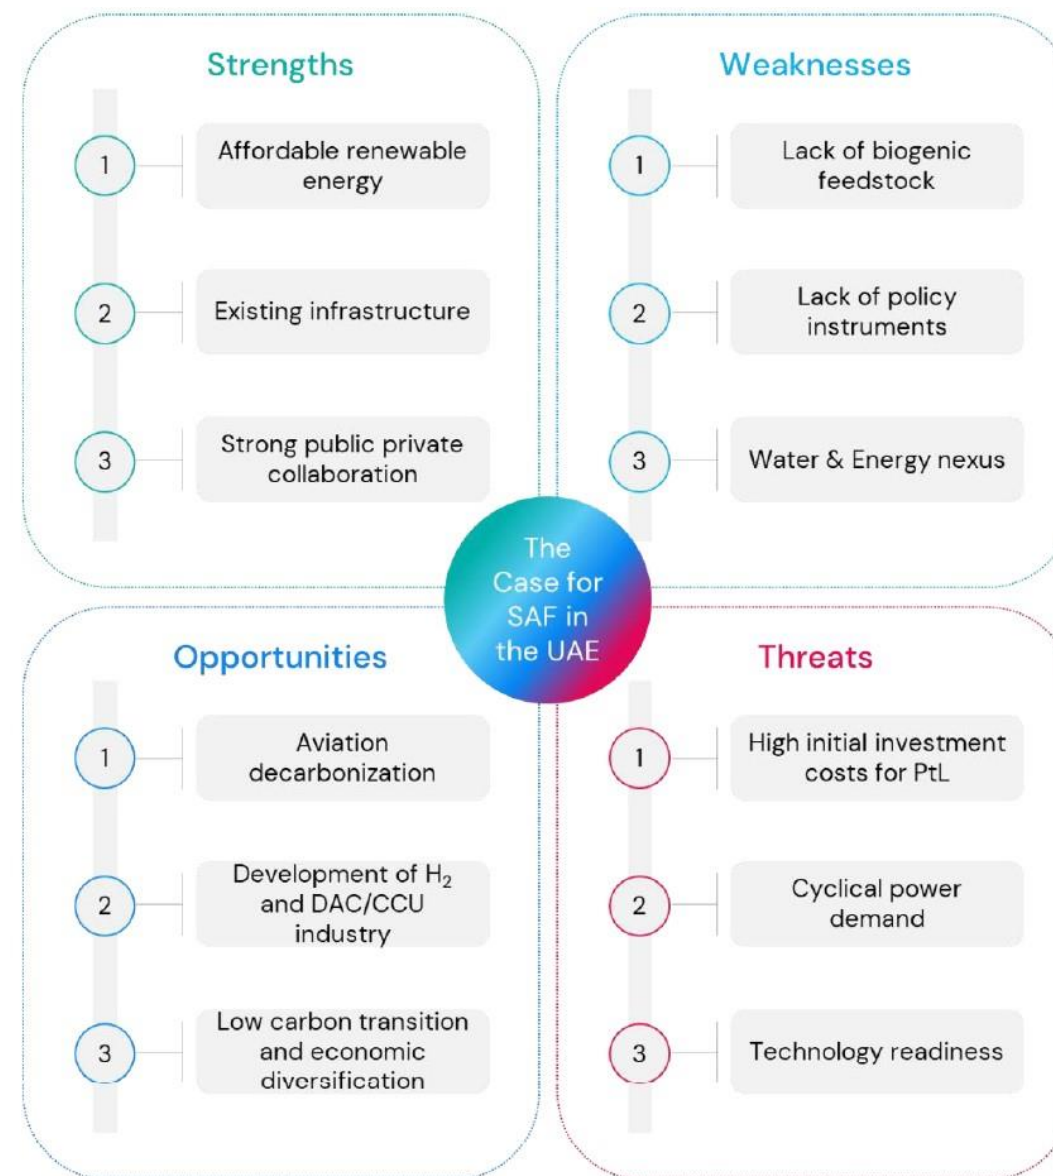 Strengths
1
Affordable renewable
energy
2
Existing infrastructure
3
Strong public private
collaboration
Weaknesses
1
Lack of biogenic
feedstock
2
Lack of policy
instruments
3
Water & Energy nexus
The
Case for
SAF in
the UAE
Opportunities
1
Aviation
decarbonization
2
Development of H₂
and DAC/CCU
industry
3
Low carbon transition
and economic
diversification
Threats
1
High initial investment
costs for PtL
2
Cyclical power
demand
3
Technology readiness